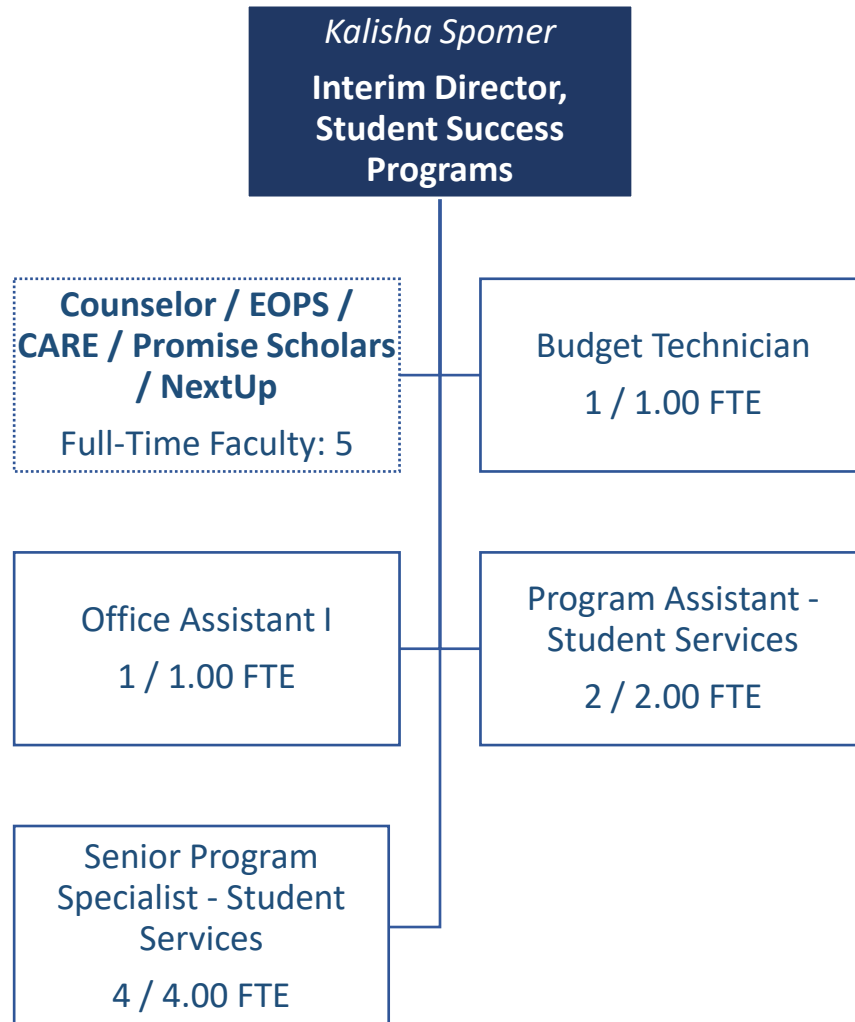 Kalisha Spomer
Interim Director,
Student Success
Programs
Counselor / EOPS /
CARE / Promise Scholars
/ NextUp
Full-Time Faculty: 5
Budget Technician
1 / 1.00 FTE
Office Assistant I
1 / 1.00 FTE
Program Assistant -
Student Services
2 / 2.00 FTE
Senior Program
Specialist - Student
Services
4 / 4.00 FTE